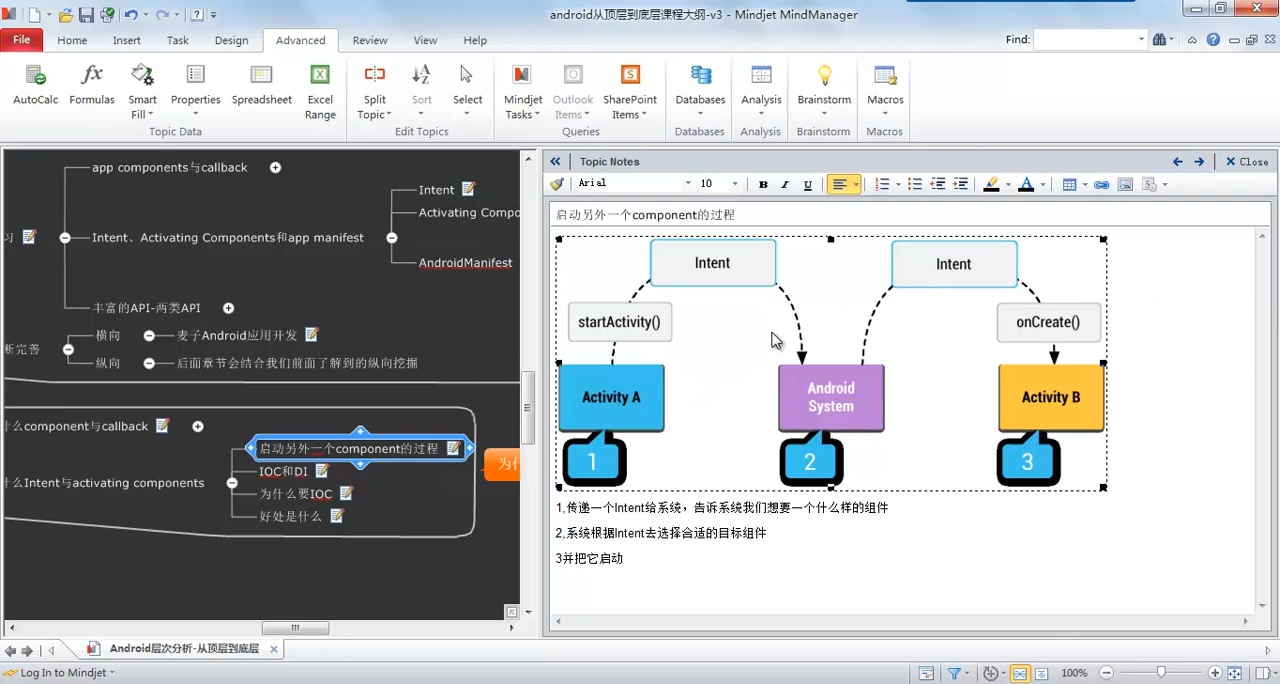 android从顶层到底层课程大纲-v3 - Mindjet MindManager
File Home Insert Task Design Advanced Review View Help Find:
AutoCalc Formulas Smart Fill Properties Spreadsheet Excel Range Split Topic Sort Select Mindjet Tasks Outlook Items SharePoint Items Databases Analysis Brainstorm Macros
Topic Data Edit Topics Queries Databases Analysis Brainstorm Macros
app components与callback
Intent
Activating Compo
习
Intent、Activating Components和app manifest
AndroidManifest
丰富的API-两类API
横向
麦子Android应用开发
断完善
纵向
后面章节会结合我们前面了解到的纵向挖掘
什么component与callback
启动另外一个component的过程
IOC和DI
什么Intent与activating components
为什么要IOC
好处是什么
为什
Topic Notes Close
Arial 10 B I U
启动另外一个component的过程
Intent
Intent
startActivity()
onCreate()
Activity A
Android System
Activity B
1
2
3
1,传递一个Intent给系统，告诉系统我们想要一个什么样的组件
2,系统根据Intent去选择合适的目标组件
3并把它启动
Android层次分析-从顶层到底层
Log In to Mindjet
100%